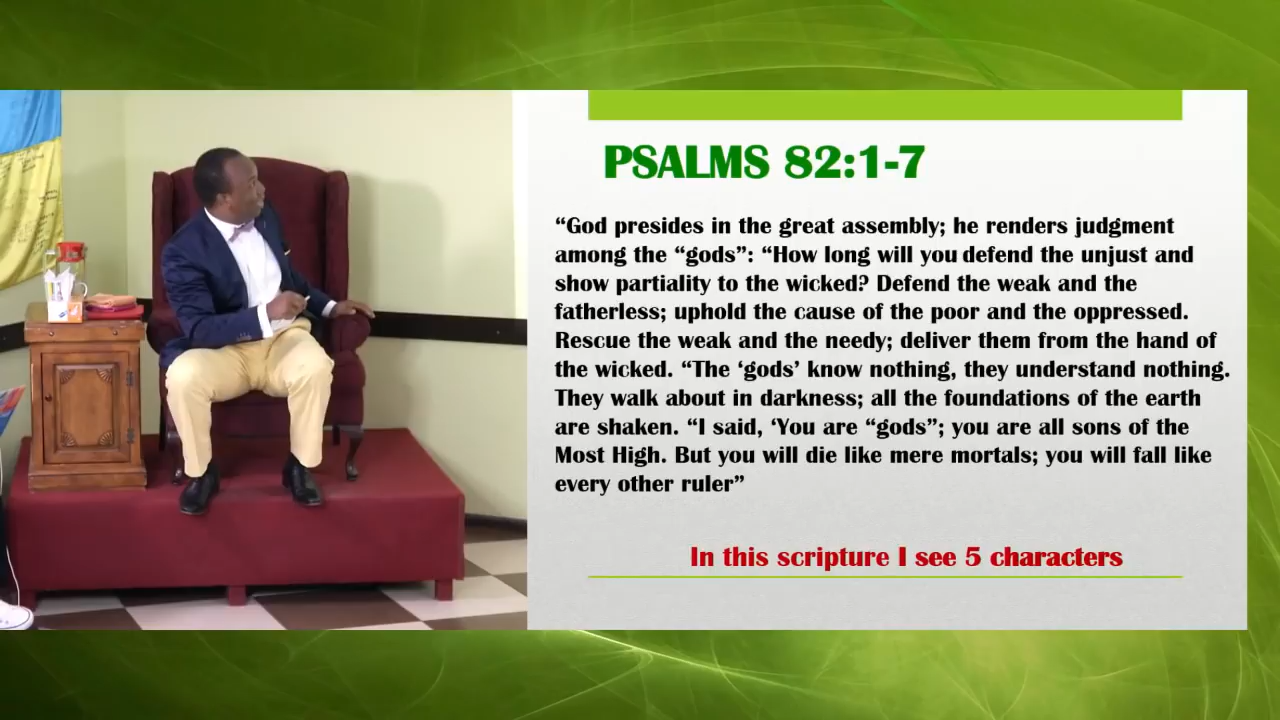 PSALMS 82:1-7
“God presides in the great assembly; he renders judgment
among the “gods”: “How long will you defend the unjust and
show partiality to the wicked? Defend the weak and the
fatherless; uphold the cause of the poor and the oppressed.
Rescue the weak and the needy; deliver them from the hand of
the wicked. “The ‘gods’ know nothing, they understand nothing.
They walk about in darkness; all the foundations of the earth
are shaken. “I said, ‘You are “gods”; you are all sons of the
Most High. But you will die like mere mortals; you will fall like
every other ruler”
In this scripture I see 5 characters